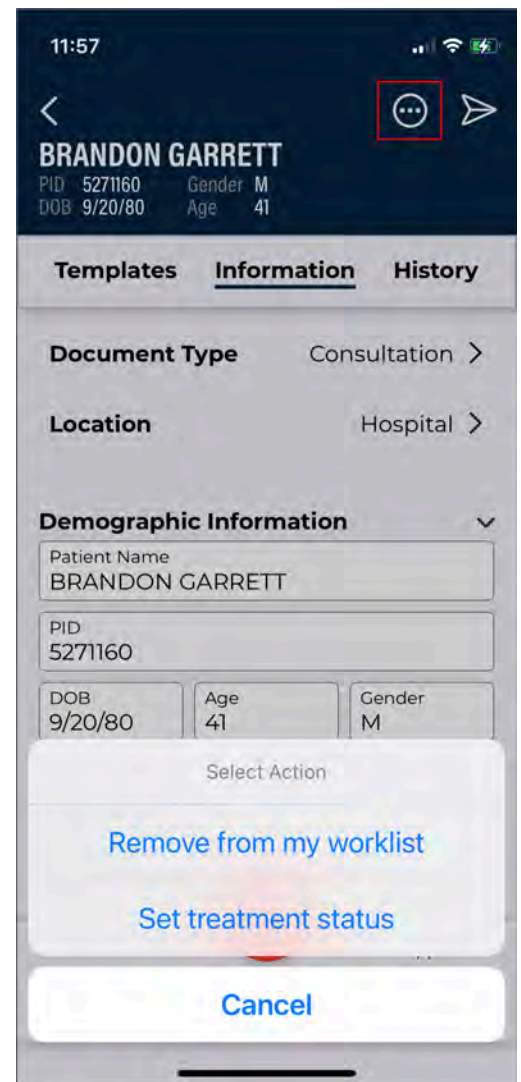 11:57
BRANDON GARRETT
PID 5271160 Gender M
DOB 9/20/80 Age 41
Templates Information History
Document Type Consultation >
Location Hospital >
Demographic Information
Patient Name
BRANDON GARRETT
PID
5271160
DOB Age Gender
9/20/80 41 M
Select Action
Remove from my worklist
Set treatment status
Cancel